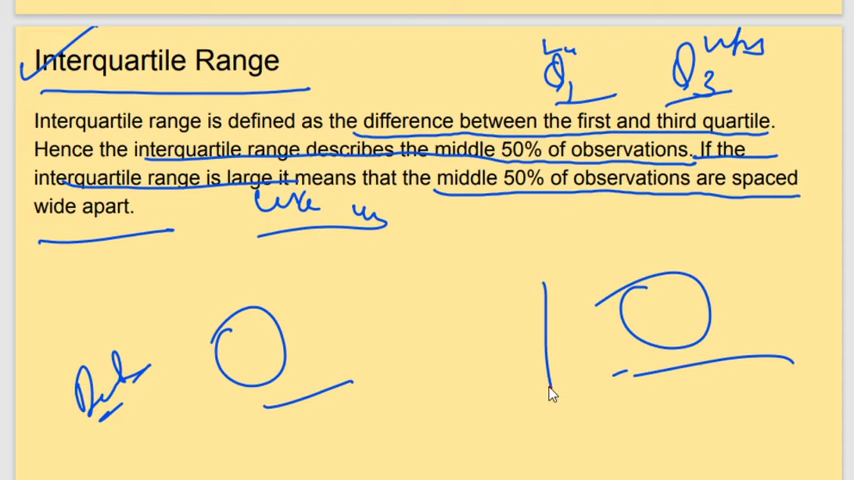 Interquartile Range
Q1
Q3
Interquartile range is defined as the difference between the first and third quartile.
Hence the interquartile range describes the middle 50% of observations. If the
interquartile range is large it means that the middle 50% of observations are spaced
wide apart.